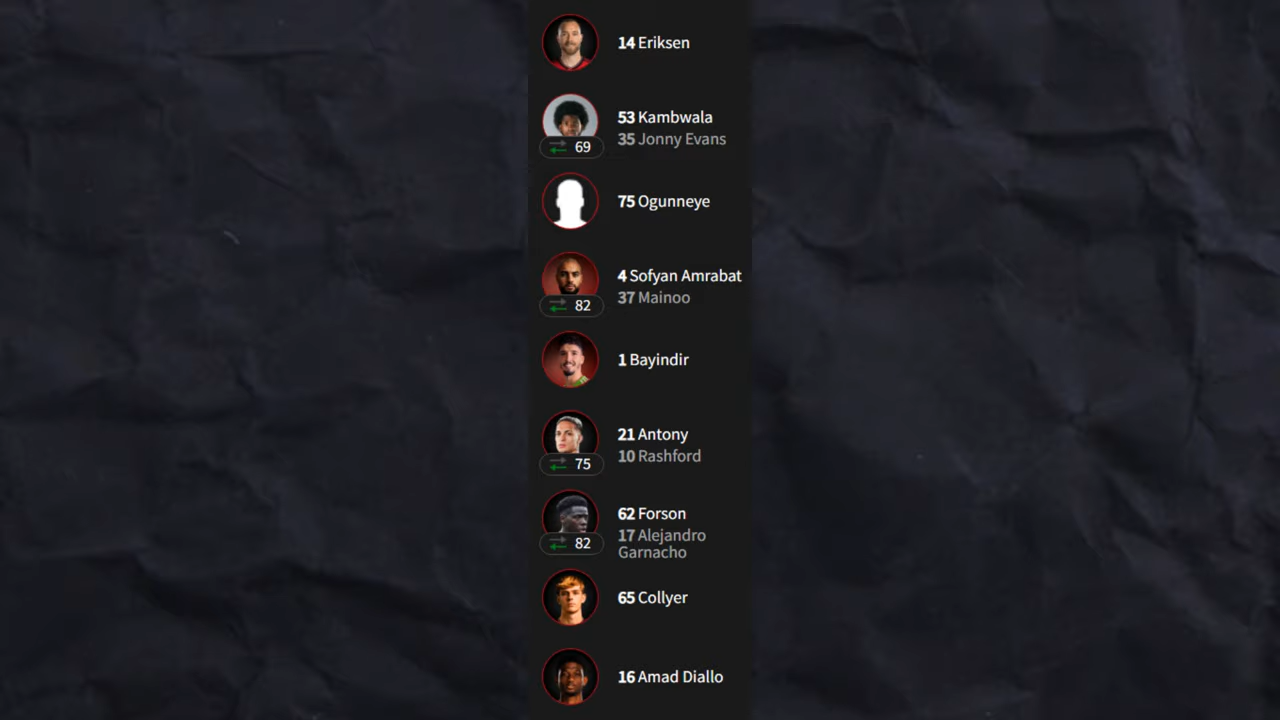 14 Eriksen
53 Kambwala
35 Jonny Evans
69
75 Ogunneye
4 Sofyan Amrabat
37 Mainoo
82
1 Bayindir
21 Antony
10 Rashford
75
62 Forson
17 Alejandro
Garnacho
82
65 Collyer
16 Amad Diallo